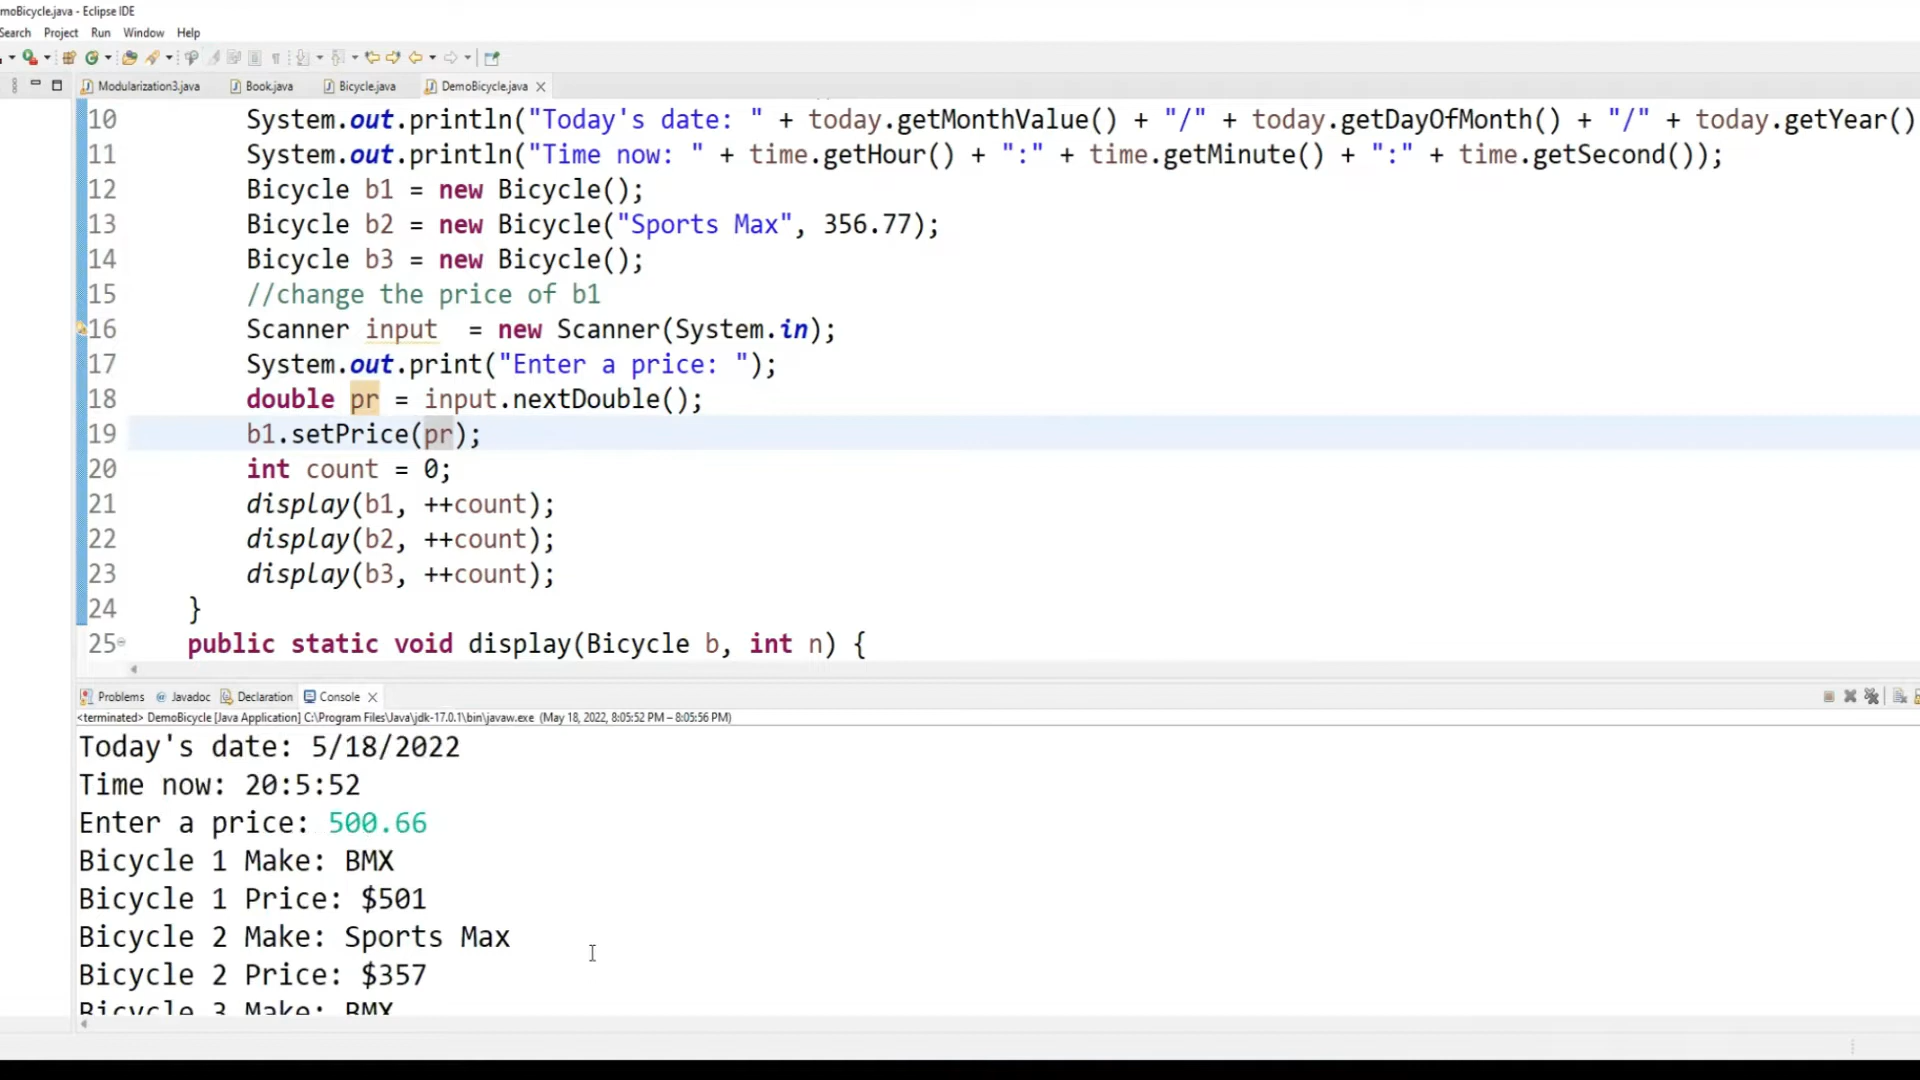 moBicycle.java - Eclipse IDE
Search Project Run Window Help
Modularization3.java Book.java Bicycle.java DemoBicycle.java
10 System.out.println("Today's date: " + today.getMonthValue() + "/" + today.getDayOfMonth() + "/" + today.getYear()
11 System.out.println("Time now: " + time.getHour() + ":" + time.getMinute() + ":" + time.getSecond());
12 Bicycle b1 = new Bicycle();
13 Bicycle b2 = new Bicycle("Sports Max", 356.77);
14 Bicycle b3 = new Bicycle();
15 //change the price of b1
16 Scanner input  = new Scanner(System.in);
17 System.out.print("Enter a price: ");
18 double pr = input.nextDouble();
19 b1.setPrice(pr);
20 int count = 0;
21 display(b1, ++count);
22 display(b2, ++count);
23 display(b3, ++count);
24 }
25 public static void display(Bicycle b, int n) {
Problems @ Javadoc Declaration Console
<terminated> DemoBicycle [Java Application] C:\Program Files\Java\jdk-17.0.1\bin\javaw.exe (May 18, 2022, 8:05:52 PM – 8:05:56 PM)
Today's date: 5/18/2022
Time now: 20:5:52
Enter a price: 500.66
Bicycle 1 Make: BMX
Bicycle 1 Price: $501
Bicycle 2 Make: Sports Max
Bicycle 2 Price: $357
Bicycle 3 Make: BMX